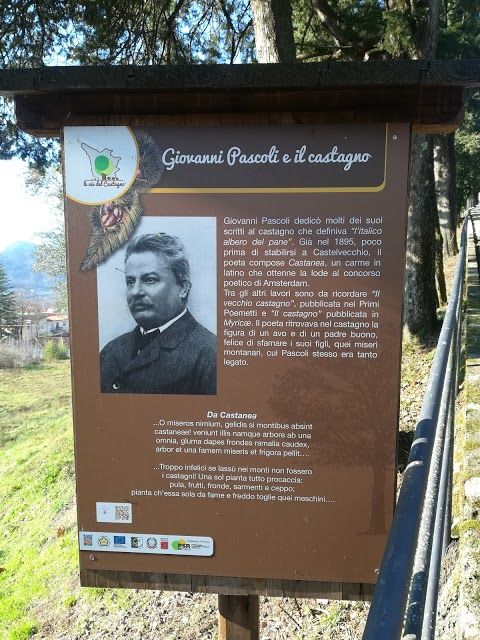 Giovanni Pascoli e il castagno
la via del Castagno
Giovanni Pascoli dedicò molti dei suoi
scritti al castagno che definiva "l'italico
albero del pane". Già nel 1895, poco
prima di stabilirsi a Castelvecchio, il
poeta compose Castanea, un carme in
latino che ottenne la lode al concorso
poetico di Amsterdam.
Tra gli altri lavori sono da ricordare "Il
vecchio castagno", pubblicata nei Primi
Poemetti e "Il castagno" pubblicata in
Myricæ. Il poeta ritrovava nel castagno la
figura di un avo e di un padre buono,
felice di sfamare i suoi figli, quei miseri
montanari, cui Pascoli stesso era tanto
legato.
Da Castanea
...O miseros nimium, gelidis si montibus absint
castaneae! veniunt illis namque arbore ab una
omnia, gluma dapes frondes ramalia caudex,
arbor et una famem miseris et frigora pellit....
...Troppo infelici se lassù nei monti non fossero
i castagni! Una sol pianta tutto procaccia:
pula, frutti, fronde, sarmenti e ceppo;
pianta ch'essa sola da fame e freddo toglie quei meschini....
PSR